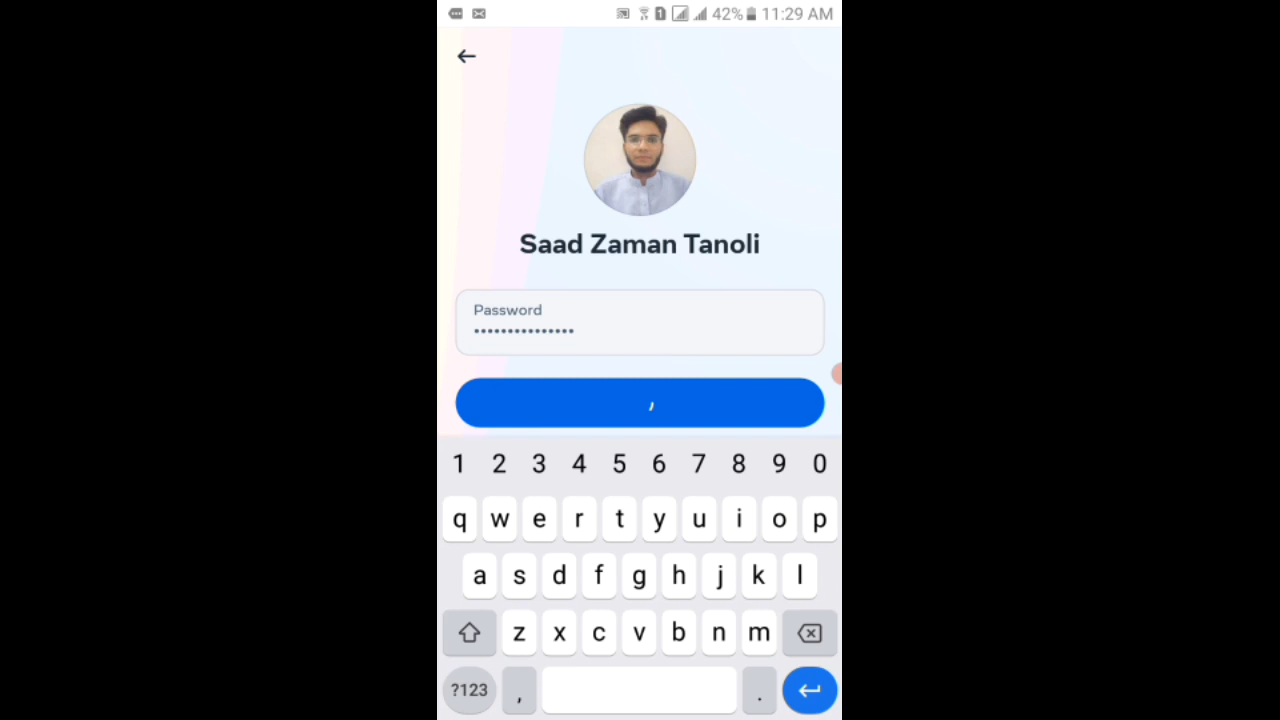 42% 11:29 AM
Saad Zaman Tanoli
Password
•••••••••••••••
1 2 3 4 5 6 7 8 9 0
q w e r t y u i o p
a s d f g h j k l
z x c v b n m
?123 , .